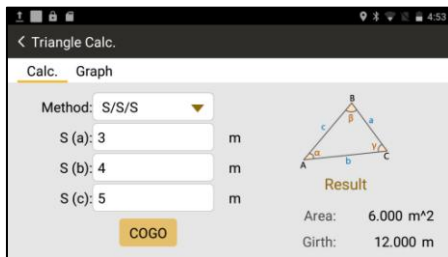 4:53
< Triangle Calc.
Calc. Graph
Method: S/S/S
S (a): 3 m
S (b): 4 m
S (c): 5 m
COGO
B
β
c a
α γ
A b C
Result
Area: 6.000 m^2
Girth: 12.000 m